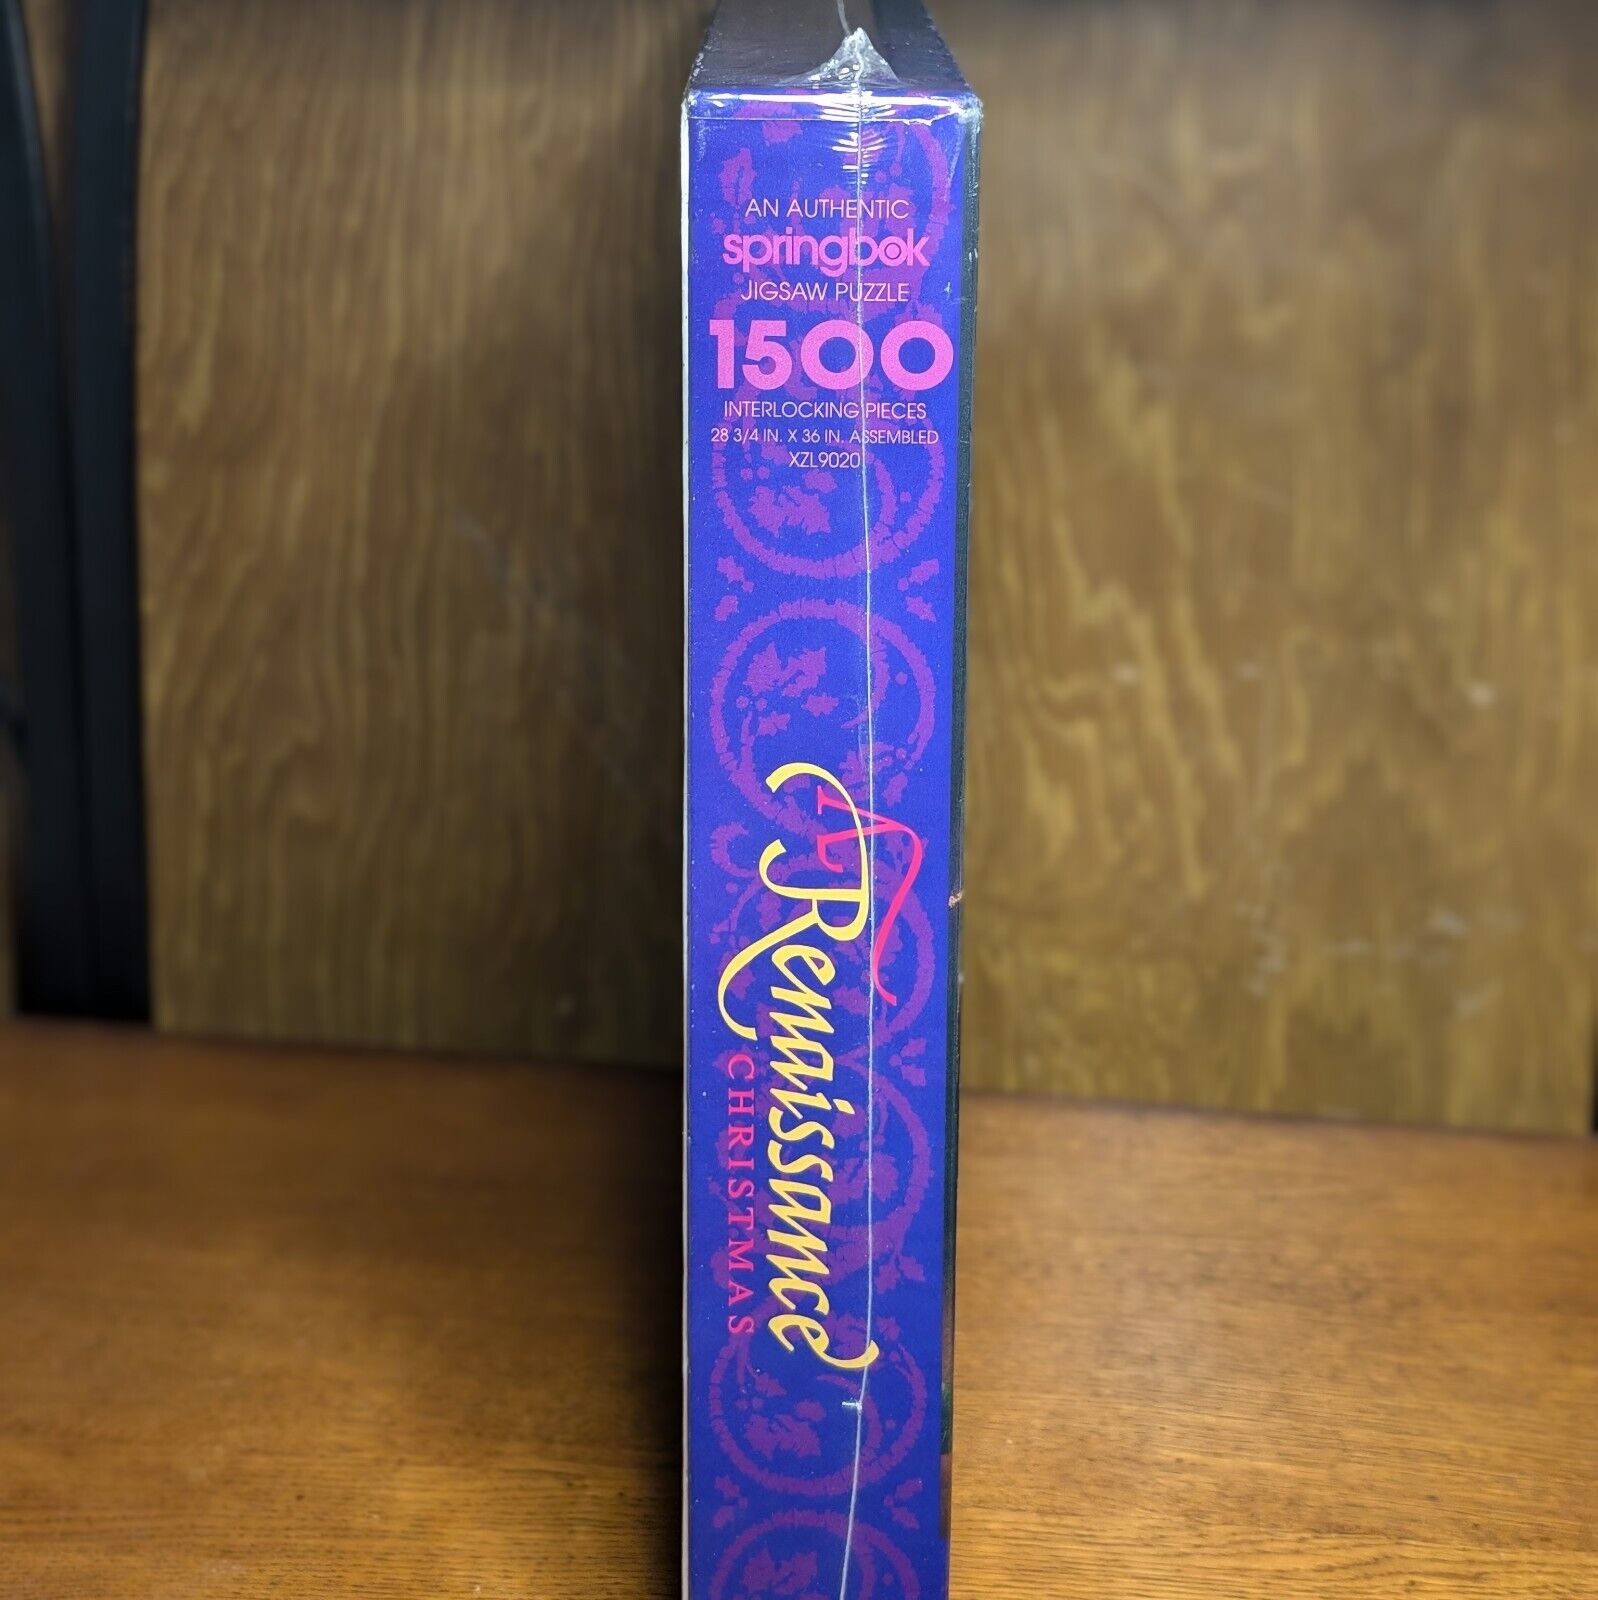 AN AUTHENTIC
springbok
JIGSAW PUZZLE
1500
INTERLOCKING PIECES
28 3/4 IN. X 36 IN. ASSEMBLED
XZL9020
A
Renaissance
CHRISTMAS